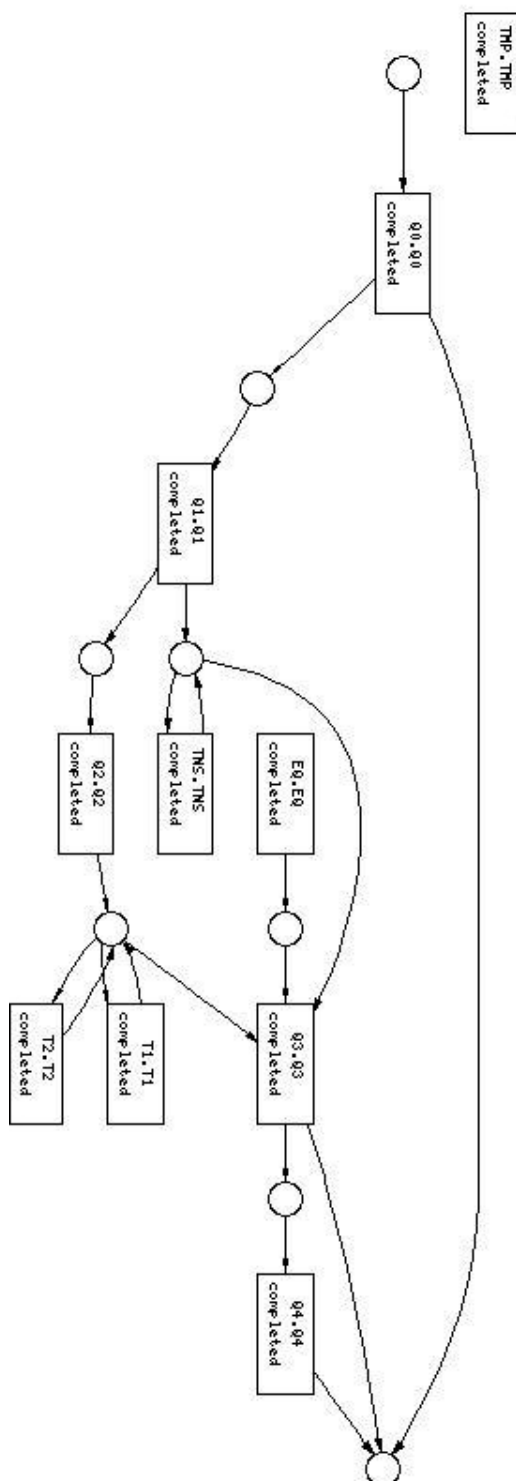 TMP.TMP
completed
Q0.Q0
completed
Q1.Q1
completed
Q2.Q2
completed
TNS.TNS
completed
EQ.EQ
completed
T2.T2
completed
T1.T1
completed
Q3.Q3
completed
Q4.Q4
completed